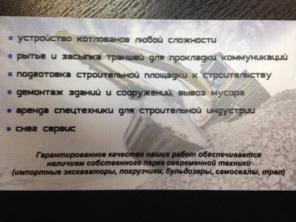 устройство котлованов любой сложности
рытье и засыпка траншей для прокладки коммуникаций
подготовка строительной площадки к строительству
демонтаж зданий и сооружений, вывоз мусора
аренда спецтехники для строительной индустрии
снег сервис
Гарантированное качество наших работ обеспечивается
наличием собственного парка современной техники
(импортные экскаваторы, погрузчики, бульдозеры, самосвалы, трал)